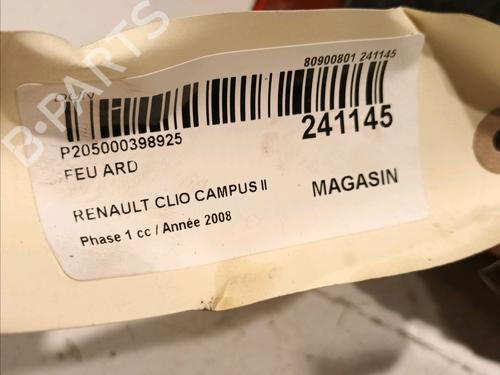 80900801 241145
P205000398925
241145
FEU ARD
RENAULT CLIO CAMPUS II
MAGASIN
Phase 1 cc / Année 2008
B-PARTS